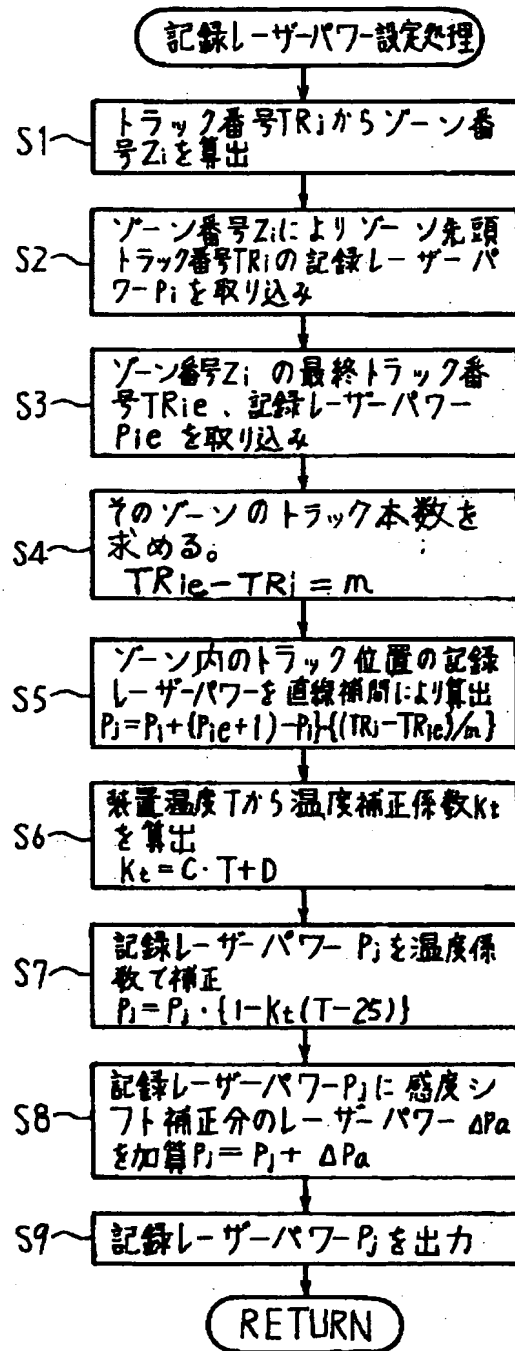 記録レーザーパワー設定処理
S1
トラック番号TRjからゾーン番
号Ziを算出
S2
ゾーン番号Ziによりゾーン先頭
トラック番号TRiの記録レーザーパ
ワーPiを取り込み
S3
ゾーン番号Ziの最終トラック番
号TRie、記録レーザーパワー
Pieを取り込み
S4
そのゾーンのトラック本数を
求める。
TRie-TRi=m
S5
ゾーン内のトラック位置の記録
レーザーパワーを直線補間により算出
Pj=Pi+{(Pie+1)-Pi}・{(TRj-TRie)/m}
S6
装置温度Tから温度補正係数Kt
を算出
Kt=C・T+D
S7
記録レーザーパワーPjを温度係
数で補正
Pj=Pj・{1-Kt(T-25)}
S8
記録レーザーパワーPjに感度シ
フト補正分のレーザーパワーΔPa
を加算Pj=Pj+ΔPa
S9
記録レーザーパワーPjを出力
RETURN